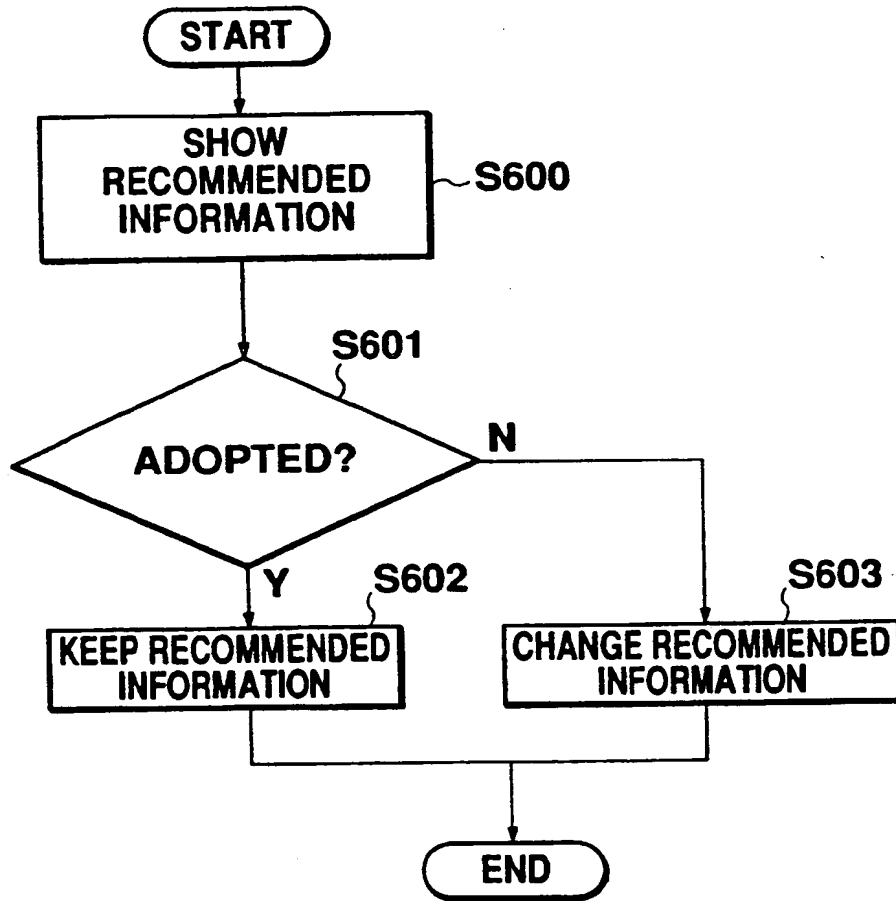 START
SHOW
RECOMMENDED
INFORMATION
S600
S601
ADOPTED?
N
Y
S602
S603
KEEP RECOMMENDED
INFORMATION
CHANGE RECOMMENDED
INFORMATION
END